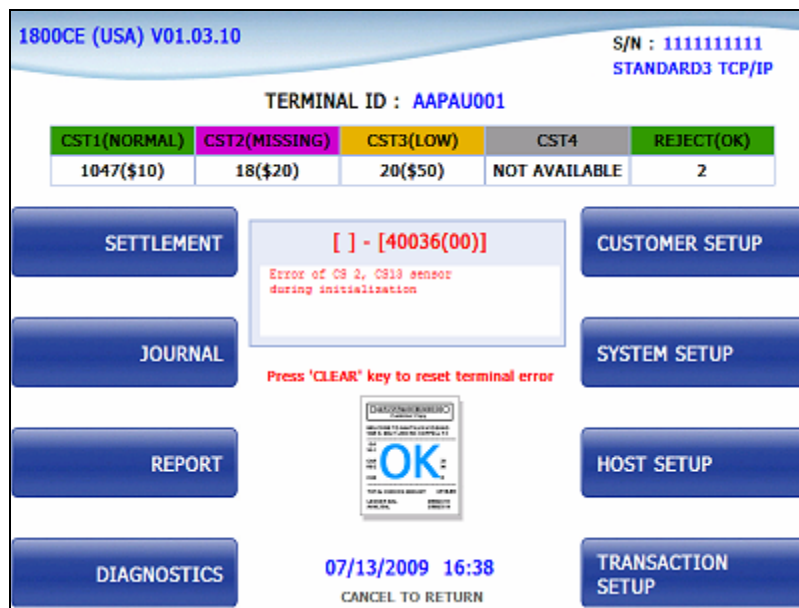 1800CE (USA) V01.03.10
S/N : 1111111111
STANDARD3 TCP/IP
TERMINAL ID : AAPAU001
CST1(NORMAL) CST2(MISSING) CST3(LOW) CST4 REJECT(OK)
1047($10) 18($20) 20($50) NOT AVAILABLE 2
SETTLEMENT
[ ] - [40036(00)]
CUSTOMER SETUP
Error of CS 2, CS13 sensor
during initialization
JOURNAL
SYSTEM SETUP
Press 'CLEAR' key to reset terminal error
REPORT
OK
HOST SETUP
DIAGNOSTICS
07/13/2009 16:38
CANCEL TO RETURN
TRANSACTION
SETUP